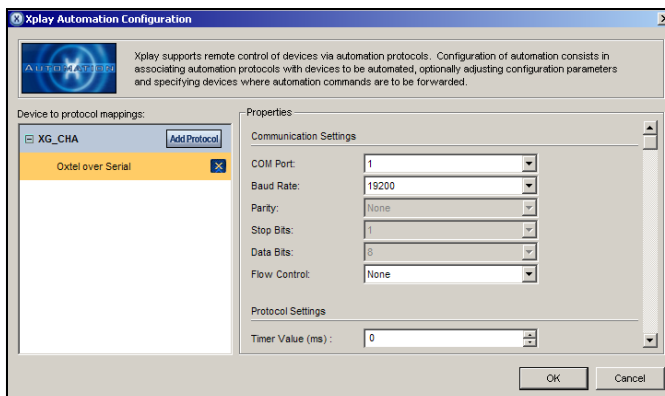 Xplay Automation Configuration
AUTOMATION
Xplay supports remote control of devices via automation protocols. Configuration of automation consists in
associating automation protocols with devices to be automated, optionally adjusting configuration parameters
and specifying devices where automation commands are to be forwarded.
Device to protocol mappings:
XG_CHA
Add Protocol
Oxtel over Serial
Properties
Communication Settings
COM Port:
1
Baud Rate:
19200
Parity:
None
Stop Bits:
1
Data Bits:
8
Flow Control:
None
Protocol Settings
Timer Value (ms) :
0
OK
Cancel